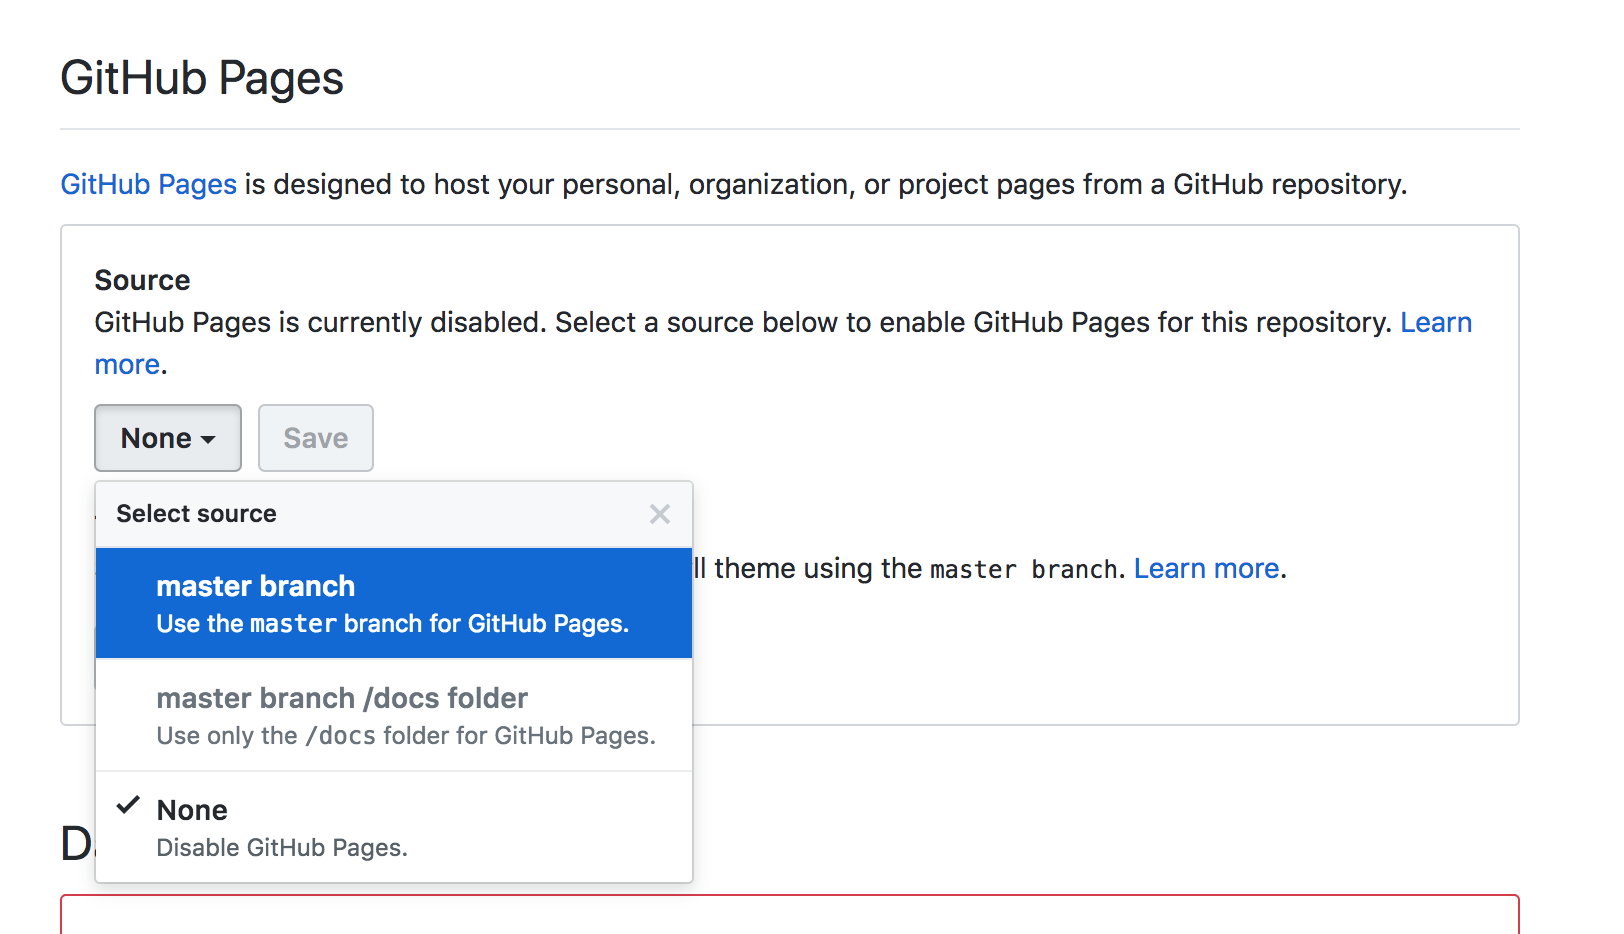 GitHub Pages
GitHub Pages is designed to host your personal, organization, or project pages from a GitHub repository.
Source
GitHub Pages is currently disabled. Select a source below to enable GitHub Pages for this repository. Learn
more.
None
Save
Select source
master branch
Use the master branch for GitHub Pages.
theme using the master branch. Learn more.
master branch /docs folder
Use only the /docs folder for GitHub Pages.
None
Disable GitHub Pages.